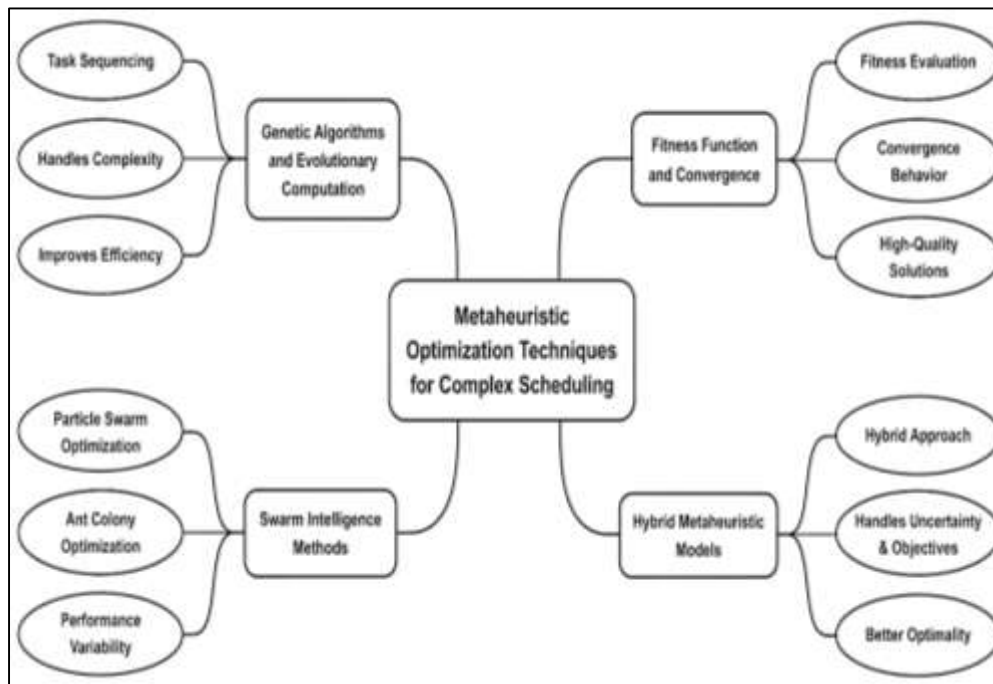 Task Sequencing
Handles Complexity
Improves Efficiency
Genetic Algorithms
and Evolutionary
Computation
Fitness Function
and Convergence
Fitness Evaluation
Convergence
Behavior
High-Quality
Solutions
Metaheuristic
Optimization Techniques
for Complex Scheduling
Particle Swarm
Optimization
Ant Colony
Optimization
Performance
Variability
Swarm Intelligence
Methods
Hybrid Metaheuristic
Models
Hybrid Approach
Handles Uncertainty
& Objectives
Better Optimality